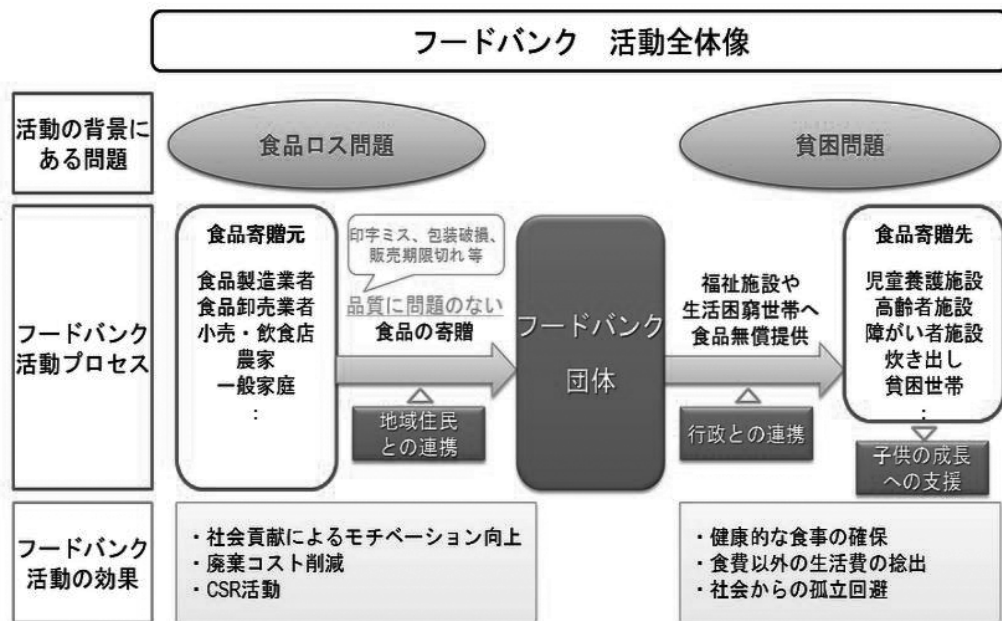 フードバンク　活動全体像
活動の背景に
ある問題
食品ロス問題
貧困問題
フードバンク
活動プロセス
食品寄贈元
食品製造業者
食品卸売業者
小売・飲食店
農家
一般家庭
：
印字ミス、包装破損、
販売期限切れ 等
品質に問題のない
食品の寄贈
地域住民
との連携
フードバンク
団体
福祉施設や
生活困窮世帯へ
食品無償提供
行政との連携
食品寄贈先
児童養護施設
高齢者施設
障がい者施設
炊き出し
貧困世帯
：
子供の成長
への支援
フードバンク
活動の効果
・社会貢献によるモチベーション向上
・廃棄コスト削減
・CSR活動
・健康的な食事の確保
・食費以外の生活費の捻出
・社会からの孤立回避